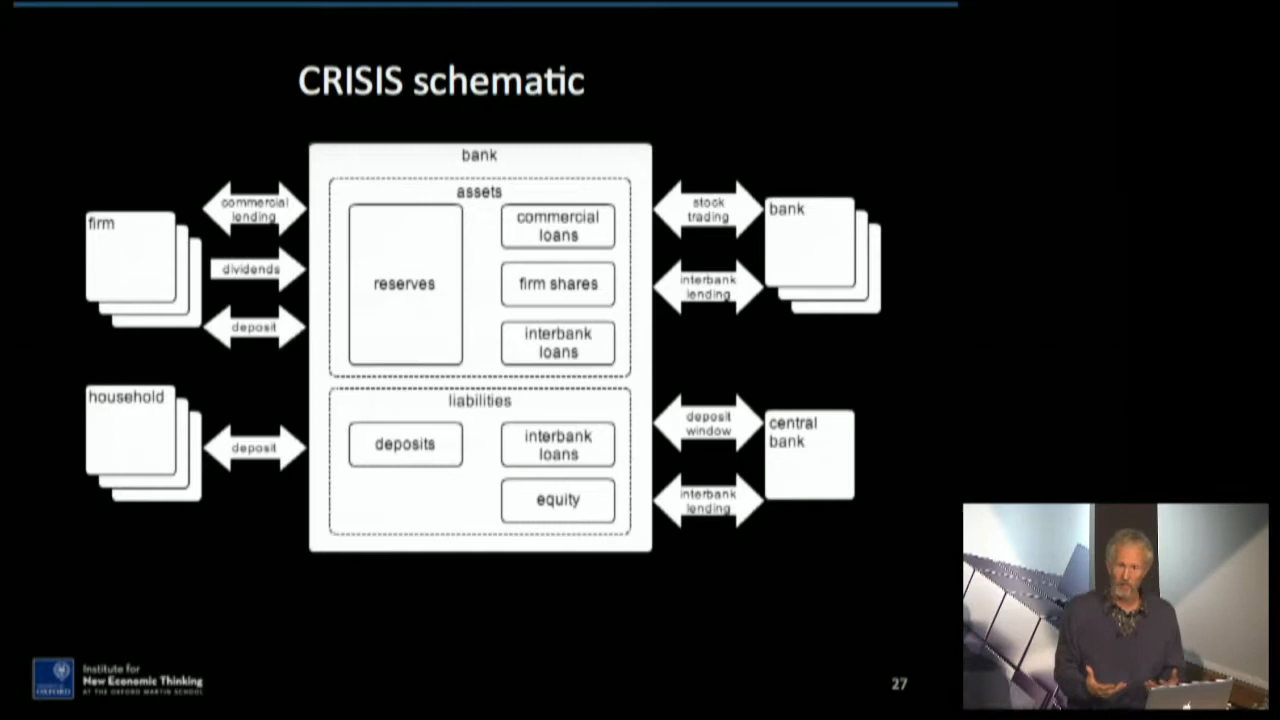 CRISIS schematic
bank
assets
commercial
lending
stock
trading
firm
bank
commercial
loans
dividends
reserves
firm shares
interbank
lending
deposit
interbank
loans
household
liabilities
deposit
window
central
bank
deposit
deposits
interbank
loans
equity
interbank
lending
Institute for
New Economic Thinking
AT THE OXFORD MARTIN SCHOOL
OXFORD
27